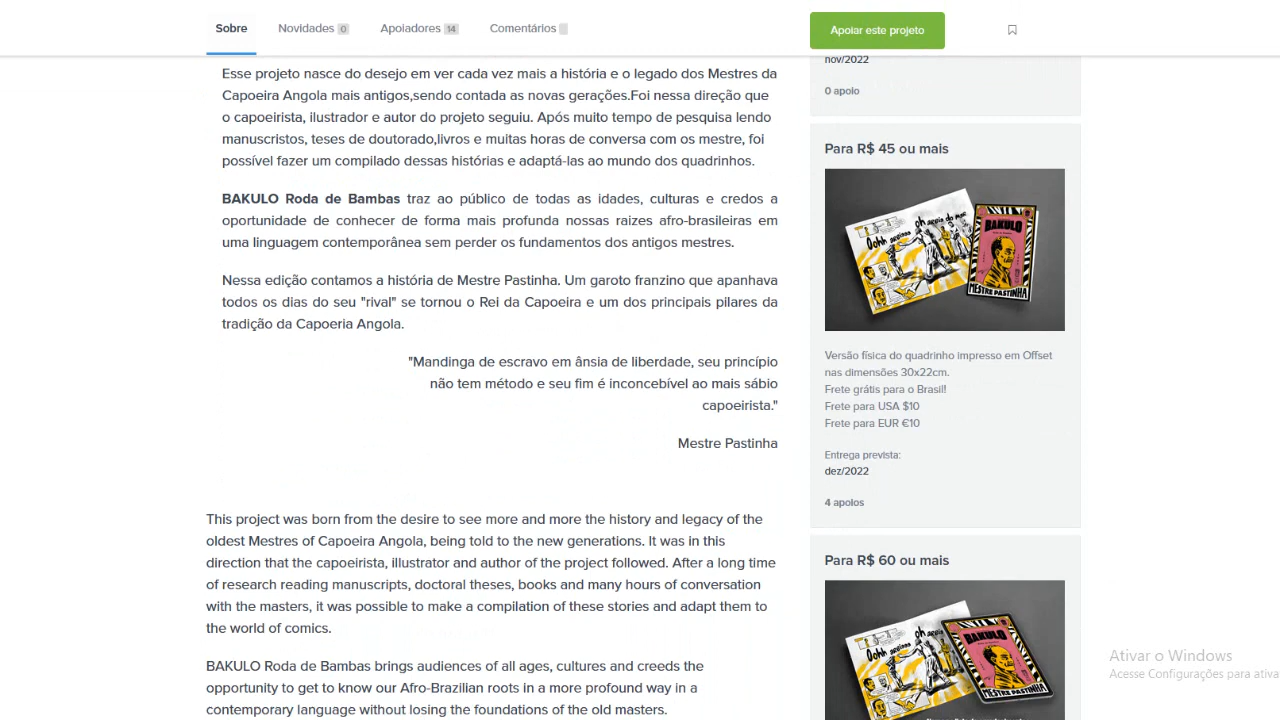 Sobre
Novidades 0
Apoiadores 14
Comentários
Apoiar este projeto
Esse projeto nasce do desejo em ver cada vez mais a história e o legado dos Mestres da
Capoeira Angola mais antigos,sendo contada as novas gerações.Foi nessa direção que
o capoeirista, ilustrador e autor do projeto seguiu. Após muito tempo de pesquisa lendo
manuscristos, teses de doutorado,livros e muitas horas de conversa com os mestre, foi
possível fazer um compilado dessas histórias e adaptá-las ao mundo dos quadrinhos.
BAKULO Roda de Bambas traz ao público de todas as idades, culturas e credos a
oportunidade de conhecer de forma mais profunda nossas raizes afro-brasileiras em
uma linguagem contemporânea sem perder os fundamentos dos antigos mestres.
Nessa edição contamos a história de Mestre Pastinha. Um garoto franzino que apanhava
todos os dias do seu "rival" se tornou o Rei da Capoeira e um dos principais pilares da
tradição da Capoeria Angola.
"Mandinga de escravo em ânsia de liberdade, seu princípio
não tem método e seu fim é inconcebível ao mais sábio
capoeirista."
Mestre Pastinha
This project was born from the desire to see more and more the history and legacy of the
oldest Mestres of Capoeira Angola, being told to the new generations. It was in this
direction that the capoeirista, illustrator and author of the project followed. After a long time
of research reading manuscripts, doctoral theses, books and many hours of conversation
with the masters, it was possible to make a compilation of these stories and adapt them to
the world of comics.
BAKULO Roda de Bambas brings audiences of all ages, cultures and creeds the
opportunity to get to know our Afro-Brazilian roots in a more profound way in a
contemporary language without losing the foundations of the old masters.
nov/2022
0 apoio
Para R$ 45 ou mais
BAKULO
MESTRE PASTINHA
Versão física do quadrinho impresso em Offset
nas dimensões 30x22cm.
Frete grátis para o Brasil!
Frete para USA $10
Frete para EUR €10
Entrega prevista:
dez/2022
4 apoios
Para R$ 60 ou mais
BAKULO
MESTRE PASTINHA
Ativar o Windows
Acesse Configurações para ativa